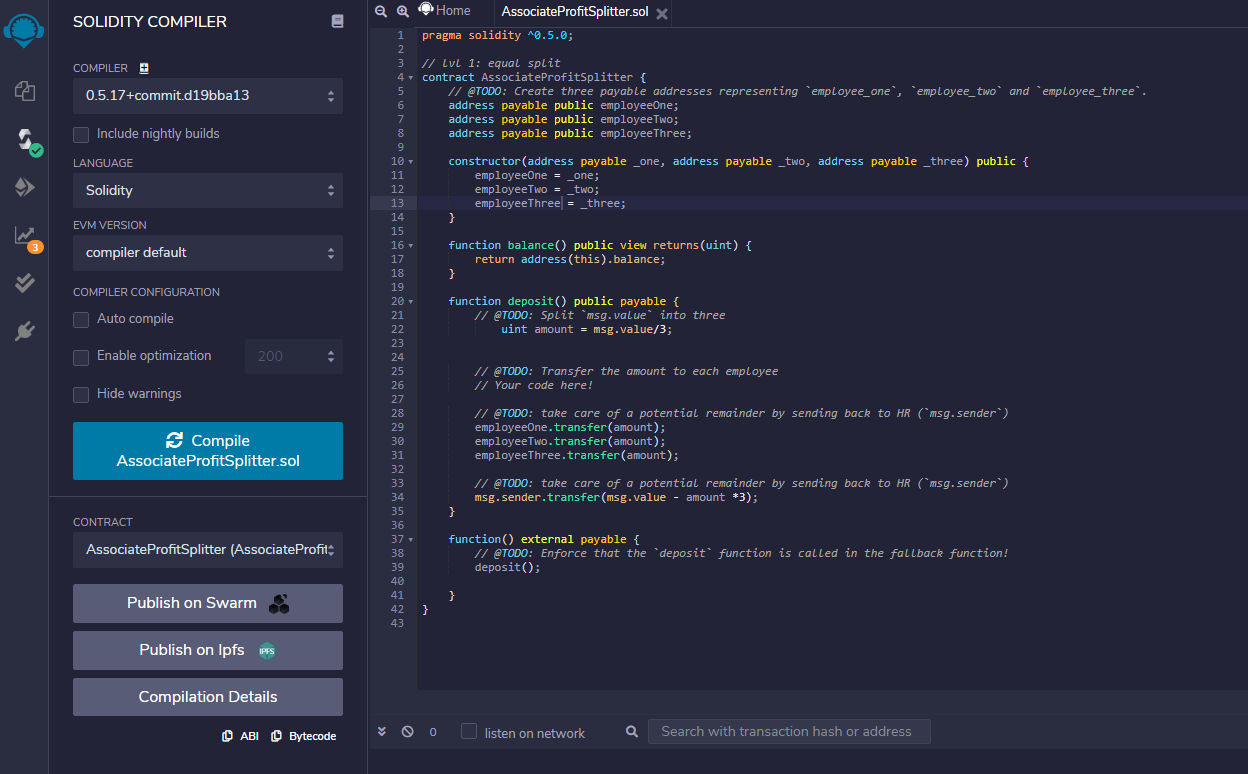 SOLIDITY COMPILER
COMPILER
0.5.17+commit.d19bba13
Include nightly builds
LANGUAGE
Solidity
EVM VERSION
compiler default
COMPILER CONFIGURATION
Auto compile
Enable optimization 200
Hide warnings
Compile
AssociateProfitSplitter.sol
CONTRACT
AssociateProfitSplitter (AssociateProfit
Publish on Swarm
Publish on Ipfs IPFS
Compilation Details
ABI Bytecode
3
Home AssociateProfitSplitter.sol
1 pragma solidity ^0.5.0;
2
3 // lvl 1: equal split
4 contract AssociateProfitSplitter {
5 // @TODO: Create three payable addresses representing `employee_one`, `employee_two` and `employee_three`.
6 address payable public employeeOne;
7 address payable public employeeTwo;
8 address payable public employeeThree;
9
10 constructor(address payable _one, address payable _two, address payable _three) public {
11 employeeOne = _one;
12 employeeTwo = _two;
13 employeeThree = _three;
14 }
15
16 function balance() public view returns(uint) {
17 return address(this).balance;
18 }
19
20 function deposit() public payable {
21 // @TODO: Split `msg.value` into three
22 uint amount = msg.value/3;
23
24
25 // @TODO: Transfer the amount to each employee
26 // Your code here!
27
28 // @TODO: take care of a potential remainder by sending back to HR (`msg.sender`)
29 employeeOne.transfer(amount);
30 employeeTwo.transfer(amount);
31 employeeThree.transfer(amount);
32
33 // @TODO: take care of a potential remainder by sending back to HR (`msg.sender`)
34 msg.sender.transfer(msg.value - amount *3);
35 }
36
37 function() external payable {
38 // @TODO: Enforce that the `deposit` function is called in the fallback function!
39 deposit();
40
41 }
42 }
43
0 listen on network Search with transaction hash or address